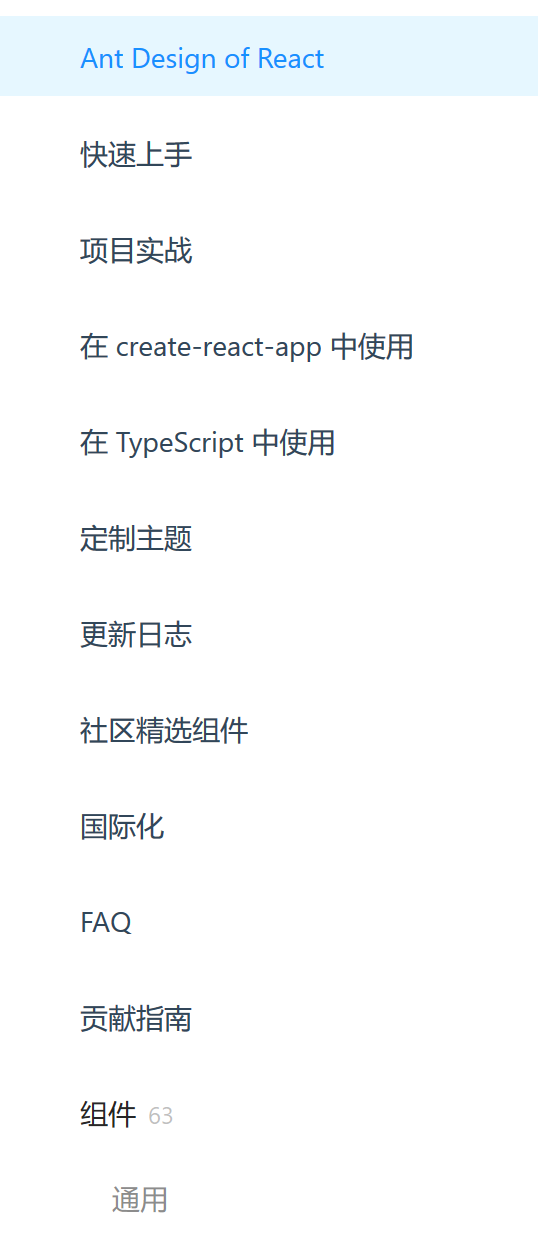 Ant Design of React
快速上手
项目实战
在 create-react-app 中使用
在 TypeScript 中使用
定制主题
更新日志
社区精选组件
国际化
FAQ
贡献指南
组件 63
通用